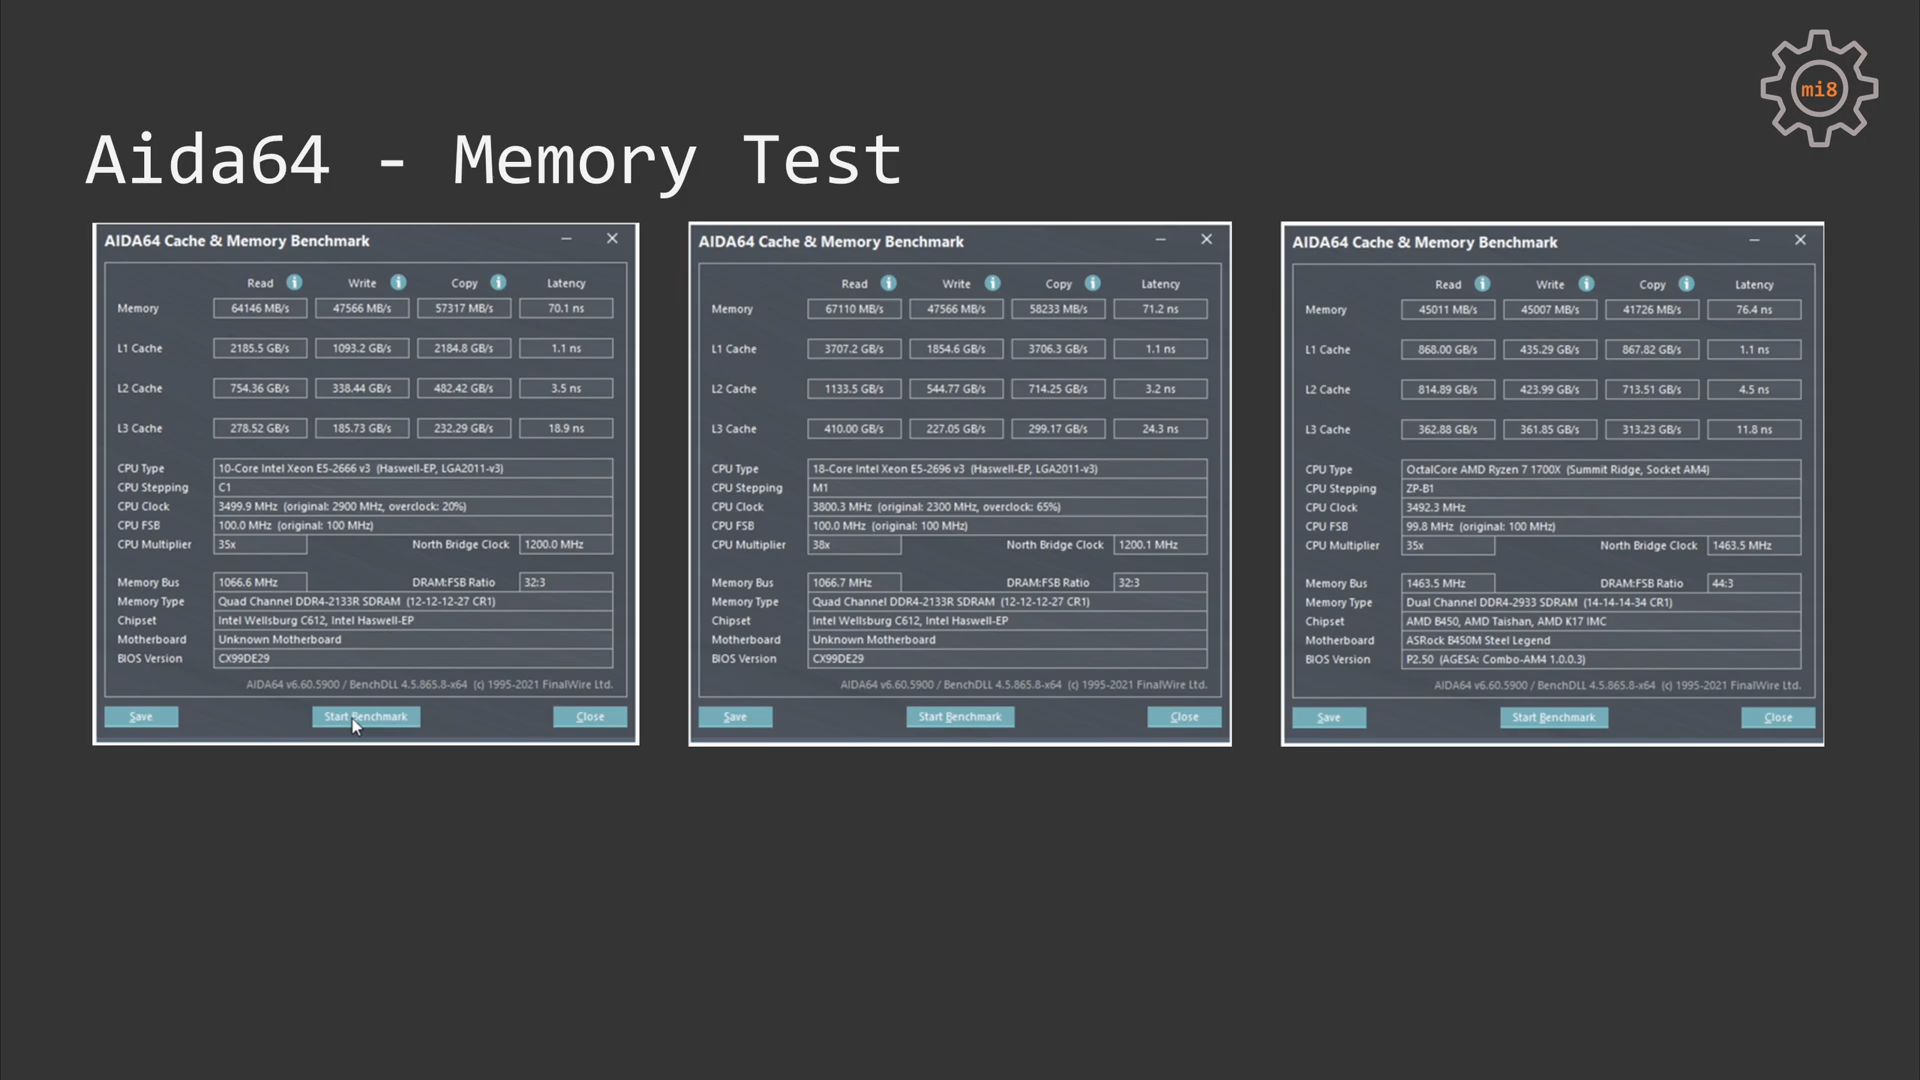 mi8
Aida64 - Memory Test
AIDA64 Cache & Memory Benchmark
Read Write Copy Latency
Memory 64146 MB/s 47566 MB/s 57317 MB/s 70.1 ns
L1 Cache 2185.5 GB/s 1093.2 GB/s 2184.8 GB/s 1.1 ns
L2 Cache 754.36 GB/s 338.44 GB/s 482.42 GB/s 3.5 ns
L3 Cache 278.52 GB/s 185.73 GB/s 232.29 GB/s 18.9 ns
CPU Type 10-Core Intel Xeon E5-2666 v3 (Haswell-EP, LGA2011-v3)
CPU Stepping C1
CPU Clock 3499.9 MHz (original: 2900 MHz, overclock: 20%)
CPU FSB 100.0 MHz (original: 100 MHz)
CPU Multiplier 35x North Bridge Clock 1200.0 MHz
Memory Bus 1066.6 MHz DRAM:FSB Ratio 32:3
Memory Type Quad Channel DDR4-2133R SDRAM (12-12-12-27 CR1)
Chipset Intel Wellsburg C612, Intel Haswell-EP
Motherboard Unknown Motherboard
BIOS Version CX99DE29
AIDA64 v6.60.5900 / BenchDLL 4.5.865.8-x64 (c) 1995-2021 FinalWire Ltd.
Save Start Benchmark Close
AIDA64 Cache & Memory Benchmark
Read Write Copy Latency
Memory 67110 MB/s 47566 MB/s 58233 MB/s 71.2 ns
L1 Cache 3707.2 GB/s 1854.6 GB/s 3706.3 GB/s 1.1 ns
L2 Cache 1133.5 GB/s 544.77 GB/s 714.25 GB/s 3.2 ns
L3 Cache 410.00 GB/s 227.05 GB/s 299.17 GB/s 24.3 ns
CPU Type 18-Core Intel Xeon E5-2696 v3 (Haswell-EP, LGA2011-v3)
CPU Stepping M1
CPU Clock 3800.3 MHz (original: 2300 MHz, overclock: 65%)
CPU FSB 100.0 MHz (original: 100 MHz)
CPU Multiplier 38x North Bridge Clock 1200.1 MHz
Memory Bus 1066.7 MHz DRAM:FSB Ratio 32:3
Memory Type Quad Channel DDR4-2133R SDRAM (12-12-12-27 CR1)
Chipset Intel Wellsburg C612, Intel Haswell-EP
Motherboard Unknown Motherboard
BIOS Version CX99DE29
AIDA64 v6.60.5900 / BenchDLL 4.5.865.8-x64 (c) 1995-2021 FinalWire Ltd.
Save Start Benchmark Close
AIDA64 Cache & Memory Benchmark
Read Write Copy Latency
Memory 45011 MB/s 45007 MB/s 41726 MB/s 76.4 ns
L1 Cache 868.00 GB/s 435.29 GB/s 867.82 GB/s 1.1 ns
L2 Cache 814.89 GB/s 423.99 GB/s 713.51 GB/s 4.5 ns
L3 Cache 362.88 GB/s 361.85 GB/s 313.23 GB/s 11.8 ns
CPU Type OctalCore AMD Ryzen 7 1700X (Summit Ridge, Socket AM4)
CPU Stepping ZP-B1
CPU Clock 3492.3 MHz
CPU FSB 99.8 MHz (original: 100 MHz)
CPU Multiplier 35x North Bridge Clock 1463.5 MHz
Memory Bus 1463.5 MHz DRAM:FSB Ratio 44:3
Memory Type Dual Channel DDR4-2933 SDRAM (14-14-14-34 CR1)
Chipset AMD B450, AMD Taishan, AMD K17 IMC
Motherboard ASRock B450M Steel Legend
BIOS Version P2.50 (AGESA: Combo-AM4 1.0.0.3)
AIDA64 v6.60.5900 / BenchDLL 4.5.865.8-x64 (c) 1995-2021 FinalWire Ltd.
Save Start Benchmark Close